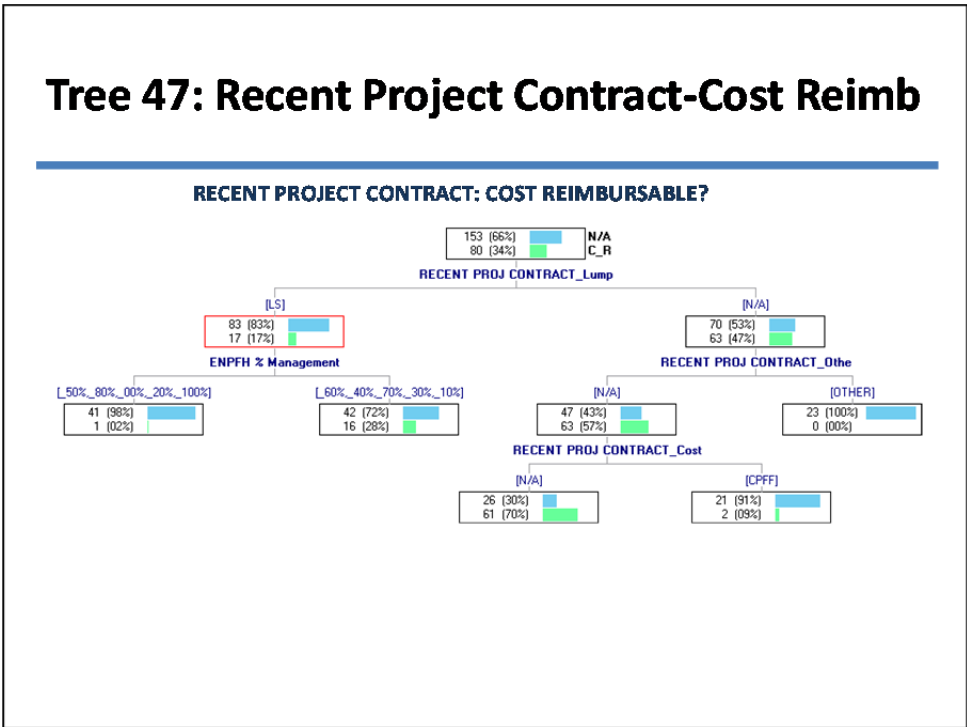 Tree 47: Recent Project Contract-Cost Reimb
RECENT PROJECT CONTRACT: COST REIMBURSABLE?
153 (66%) N/A
80 (34%) C_R
RECENT PROJ CONTRACT_Lump
[LS] [N/A]
83 (83%) 70 (53%)
17 (17%) 63 (47%)
ENPFH % Management RECENT PROJ CONTRACT_Othe
[_50%,_80%,_00%,_20%,_100%] [_60%,_40%,_70%,_30%,_10%] [N/A] [OTHER]
41 (98%) 42 (72%) 47 (43%) 23 (100%)
1 (02%) 16 (28%) 63 (57%) 0 (00%)
RECENT PROJ CONTRACT_Cost
[N/A] [CPFF]
26 (30%) 21 (91%)
61 (70%) 2 (09%)